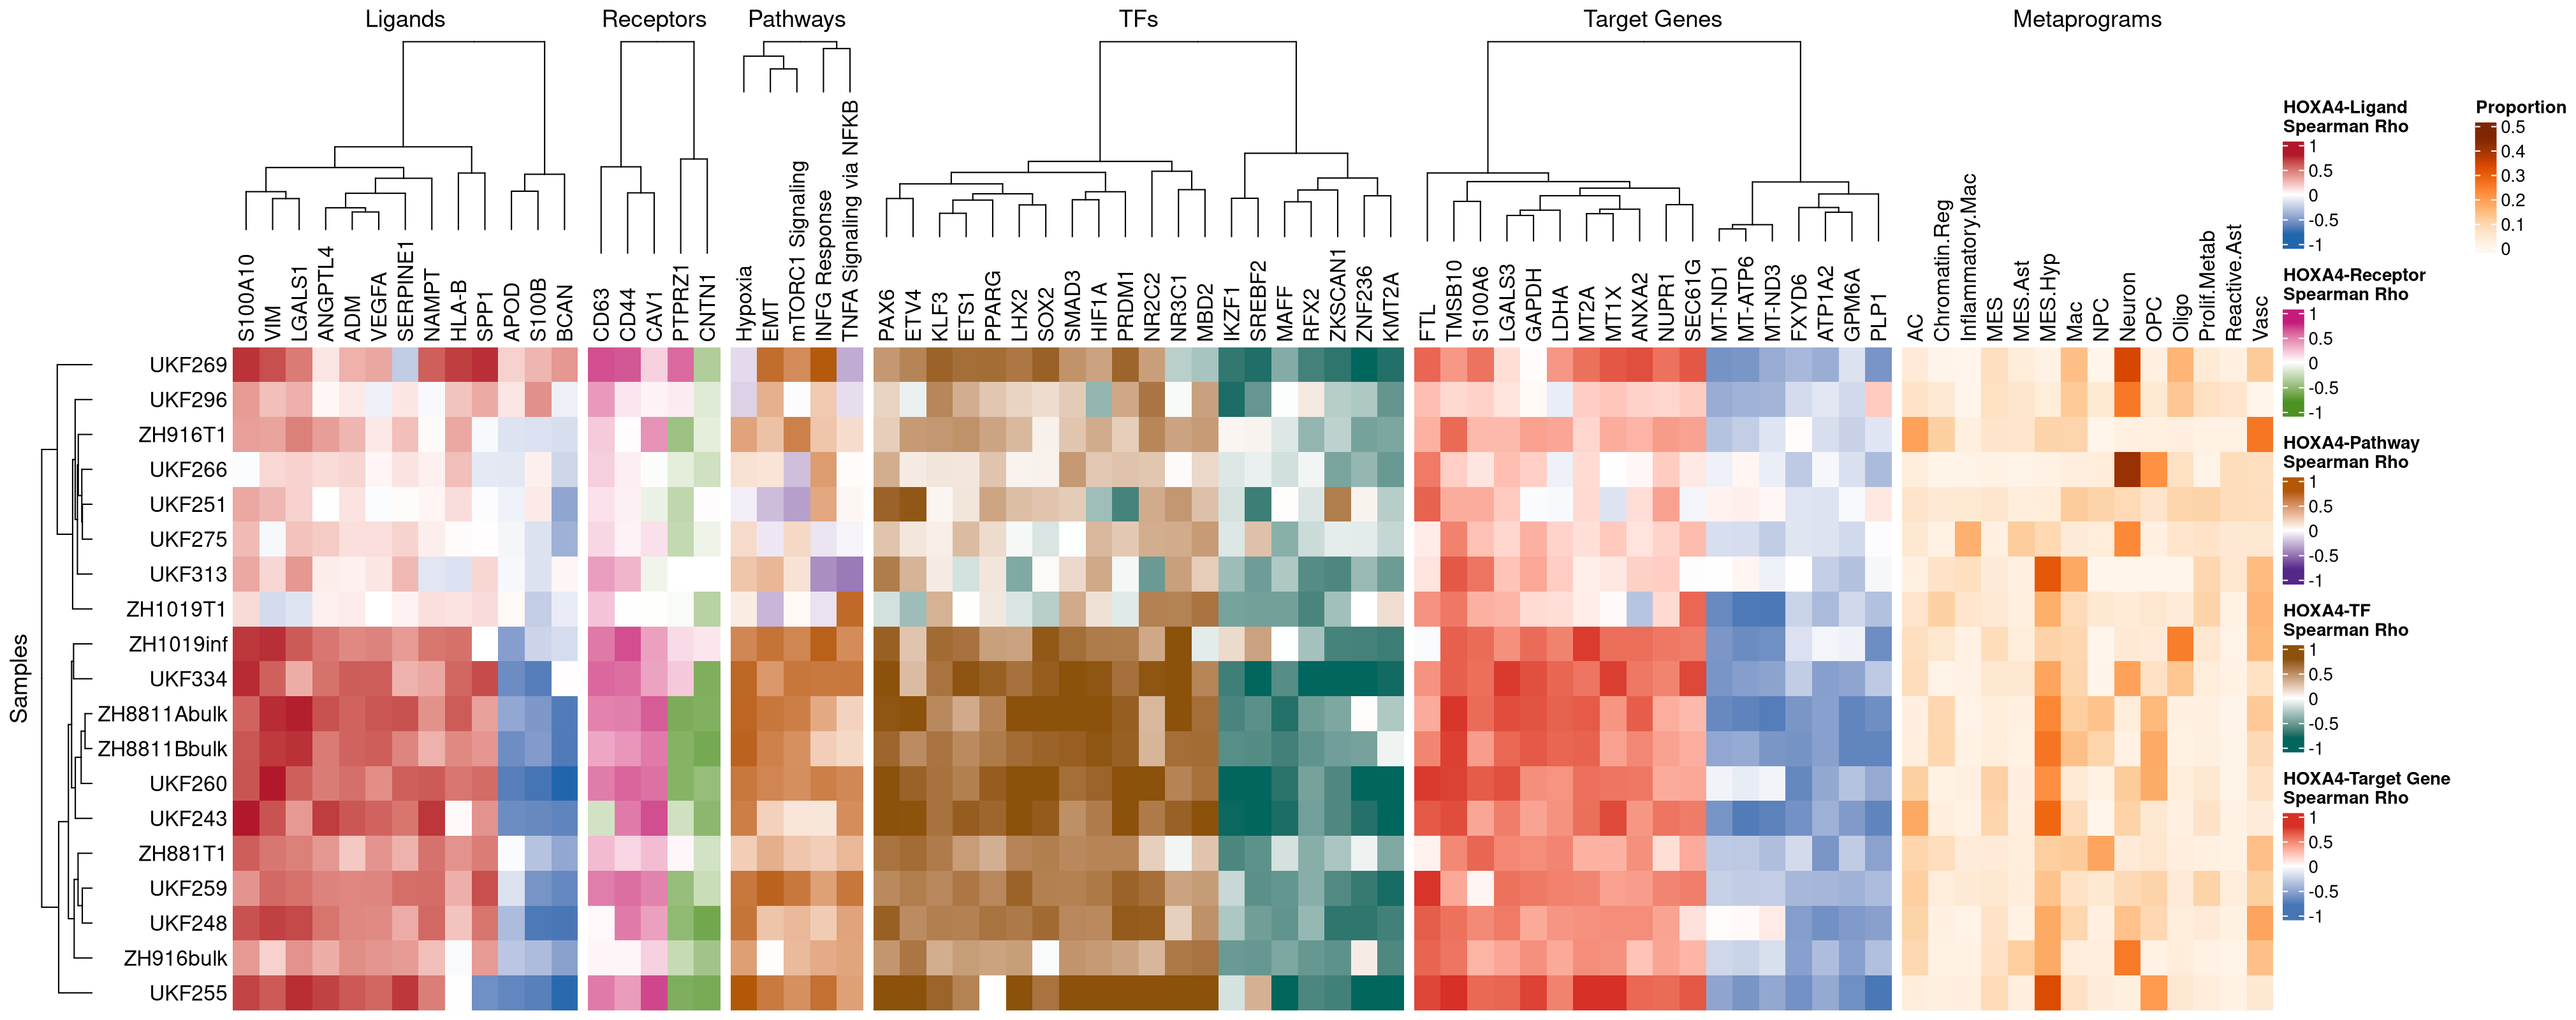 Ligands
Receptors
Pathways
TFs
Target Genes
Metaprograms
S100A10
VIM
LGALS1
ANGPTL4
ADM
VEGFA
SERPINE1
NAMPT
HLA-B
SPP1
APOD
S100B
BCAN
CD63
CD44
CAV1
PTPRZ1
CNTN1
Hypoxia
EMT
mTORC1 Signaling
INFG Response
TNFA Signaling via NFKB
PAX6
ETV4
KLF3
ETS1
PPARG
LHX2
SOX2
SMAD3
HIF1A
PRDM1
NR2C2
NR3C1
MBD2
IKZF1
SREBF2
MAFF
RFX2
ZKSCAN1
ZNF236
KMT2A
FTL
TMSB10
S100A6
LGALS3
GAPDH
LDHA
MT2A
MT1X
ANXA2
NUPR1
SEC61G
MT-ND1
MT-ATP6
MT-ND3
FXYD6
ATP1A2
GPM6A
PLP1
AC
Chromatin.Reg
Inflammatory.Mac
MES
MES.Ast
MES.Hyp
Mac
NPC
Neuron
OPC
Oligo
Prolif.Metab
Reactive.Ast
Vasc
Samples
UKF269
UKF296
ZH916T1
UKF266
UKF251
UKF275
UKF313
ZH1019T1
ZH1019inf
UKF334
ZH8811Abulk
ZH8811Bbulk
UKF260
UKF243
ZH881T1
UKF259
UKF248
ZH916bulk
UKF255
HOXA4-Ligand
Spearman Rho
1
0.5
0
-0.5
-1
HOXA4-Receptor
Spearman Rho
1
0.5
0
-0.5
-1
HOXA4-Pathway
Spearman Rho
1
0.5
0
-0.5
-1
HOXA4-TF
Spearman Rho
1
0.5
0
-0.5
-1
HOXA4-Target Gene
Spearman Rho
1
0.5
0
-0.5
-1
Proportion
0.5
0.4
0.3
0.2
0.1
0